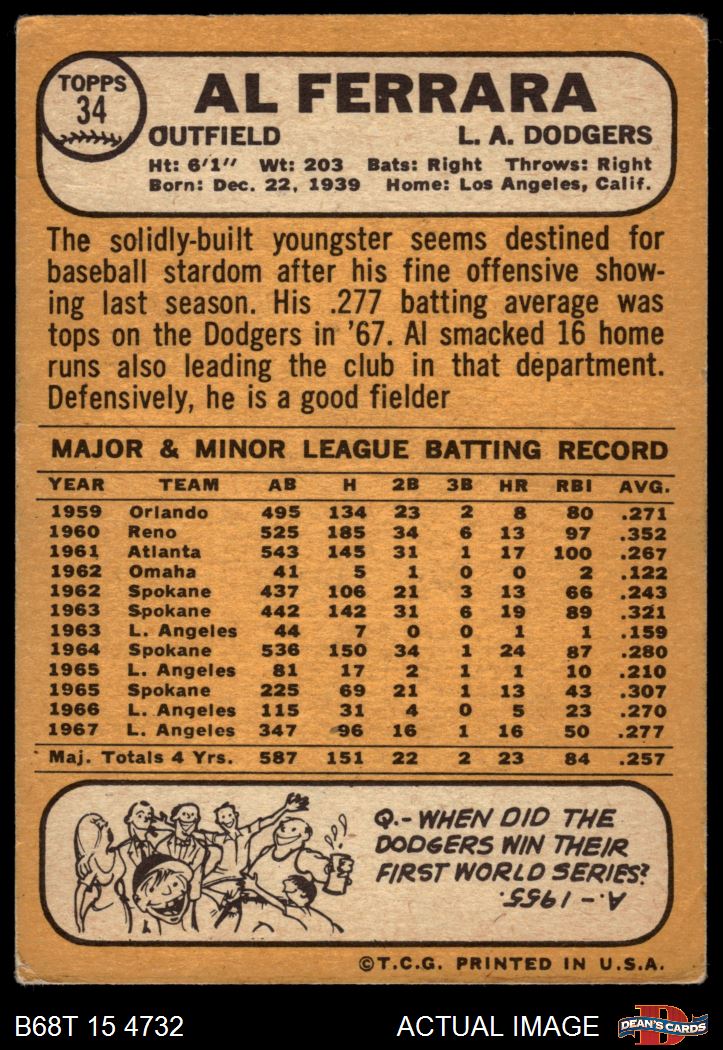 TOPPS
34
AL FERRARA
OUTFIELD L. A. DODGERS
Ht: 6'1" Wt: 203 Bats: Right Throws: Right
Born: Dec. 22, 1939 Home: Los Angeles, Calif.
The solidly-built youngster seems destined for
baseball stardom after his fine offensive show-
ing last season. His .277 batting average was
tops on the Dodgers in '67. Al smacked 16 home
runs also leading the club in that department.
Defensively, he is a good fielder
MAJOR & MINOR LEAGUE BATTING RECORD
YEAR TEAM AB H 2B 3B HR RBI AVG.
1959 Orlando 495 134 23 2 8 80 .271
1960 Reno 525 185 34 6 13 97 .352
1961 Atlanta 543 145 31 1 17 100 .267
1962 Omaha 41 5 1 0 0 2 .122
1962 Spokane 437 106 21 3 13 66 .243
1963 Spokane 442 142 31 6 19 89 .321
1963 L. Angeles 44 7 0 0 1 1 .159
1964 Spokane 536 150 34 1 24 87 .280
1965 L. Angeles 81 17 2 1 1 10 .210
1965 Spokane 225 69 21 1 13 43 .307
1966 L. Angeles 115 31 4 0 5 23 .270
1967 L. Angeles 347 96 16 1 16 50 .277
Maj. Totals 4 Yrs. 587 151 22 2 23 84 .257
Q.- WHEN DID THE
DODGERS WIN THEIR
FIRST WORLD SERIES?
A.- 1955.
©T.C.G. PRINTED IN U.S.A.
B68T 15 4732 ACTUAL IMAGE DEAN'S CARDS